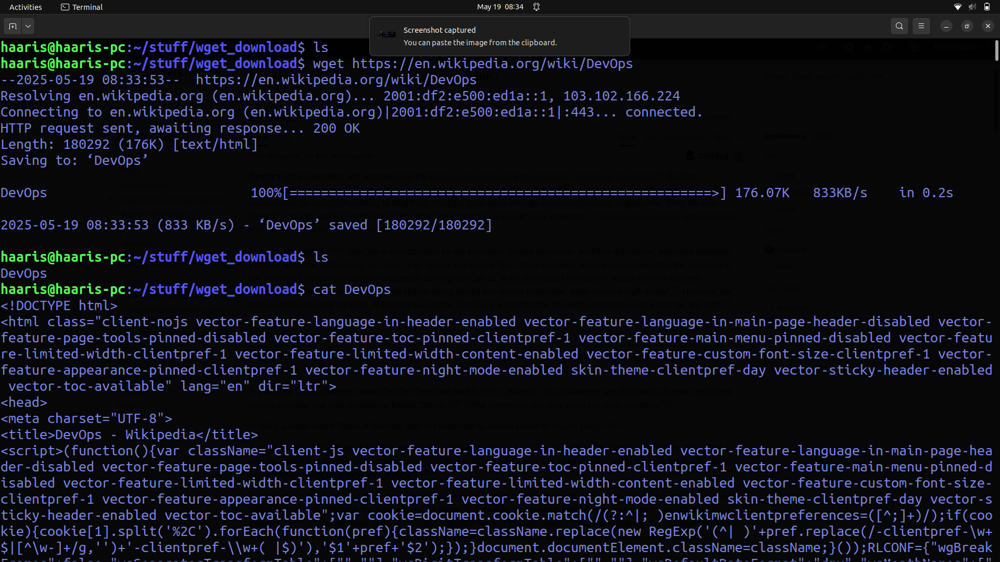 Activities Terminal May 19 08:34
Screenshot captured
You can paste the image from the clipboard.
haaris@haaris-pc:~/stuff/wget_download$ ls
haaris@haaris-pc:~/stuff/wget_download$ wget https://en.wikipedia.org/wiki/DevOps
--2025-05-19 08:33:53-- https://en.wikipedia.org/wiki/DevOps
Resolving en.wikipedia.org (en.wikipedia.org)... 2001:df2:e500:ed1a::1, 103.102.166.224
Connecting to en.wikipedia.org (en.wikipedia.org)|2001:df2:e500:ed1a::1|:443... connected.
HTTP request sent, awaiting response... 200 OK
Length: 180292 (176K) [text/html]
Saving to: ‘DevOps’
DevOps 100%[======================================================>] 176.07K 833KB/s in 0.2s
2025-05-19 08:33:53 (833 KB/s) - ‘DevOps’ saved [180292/180292]
haaris@haaris-pc:~/stuff/wget_download$ ls
DevOps
haaris@haaris-pc:~/stuff/wget_download$ cat DevOps
<!DOCTYPE html>
<html class="client-nojs vector-feature-language-in-header-enabled vector-feature-language-in-main-page-header-disabled vector-
feature-page-tools-pinned-disabled vector-feature-toc-pinned-clientpref-1 vector-feature-main-menu-pinned-disabled vector-featu
re-limited-width-clientpref-1 vector-feature-limited-width-content-enabled vector-feature-custom-font-size-clientpref-1 vector-
feature-appearance-pinned-clientpref-1 vector-feature-night-mode-enabled skin-theme-clientpref-day vector-sticky-header-enabled
 vector-toc-available" lang="en" dir="ltr">
<head>
<meta charset="UTF-8">
<title>DevOps - Wikipedia</title>
<script>(function(){var className="client-js vector-feature-language-in-header-enabled vector-feature-language-in-main-page-hea
der-disabled vector-feature-page-tools-pinned-disabled vector-feature-toc-pinned-clientpref-1 vector-feature-main-menu-pinned-d
isabled vector-feature-limited-width-clientpref-1 vector-feature-limited-width-content-enabled vector-feature-custom-font-size-
clientpref-1 vector-feature-appearance-pinned-clientpref-1 vector-feature-night-mode-enabled skin-theme-clientpref-day vector-s
ticky-header-enabled vector-toc-available";var cookie=document.cookie.match(/(?:^|; )enwikimwclientpreferences=([^;]+)/);if(coo
kie){cookie[1].split('%2C').forEach(function(pref){className=className.replace(new RegExp('(^| )'+pref.replace(/-clientpref-\w+
$|[^\w-]+/g,'')+'-clientpref-\\w+( |$)'),'$1'+pref+'$2');});}document.documentElement.className=className;}());RLCONF={"wgBreak